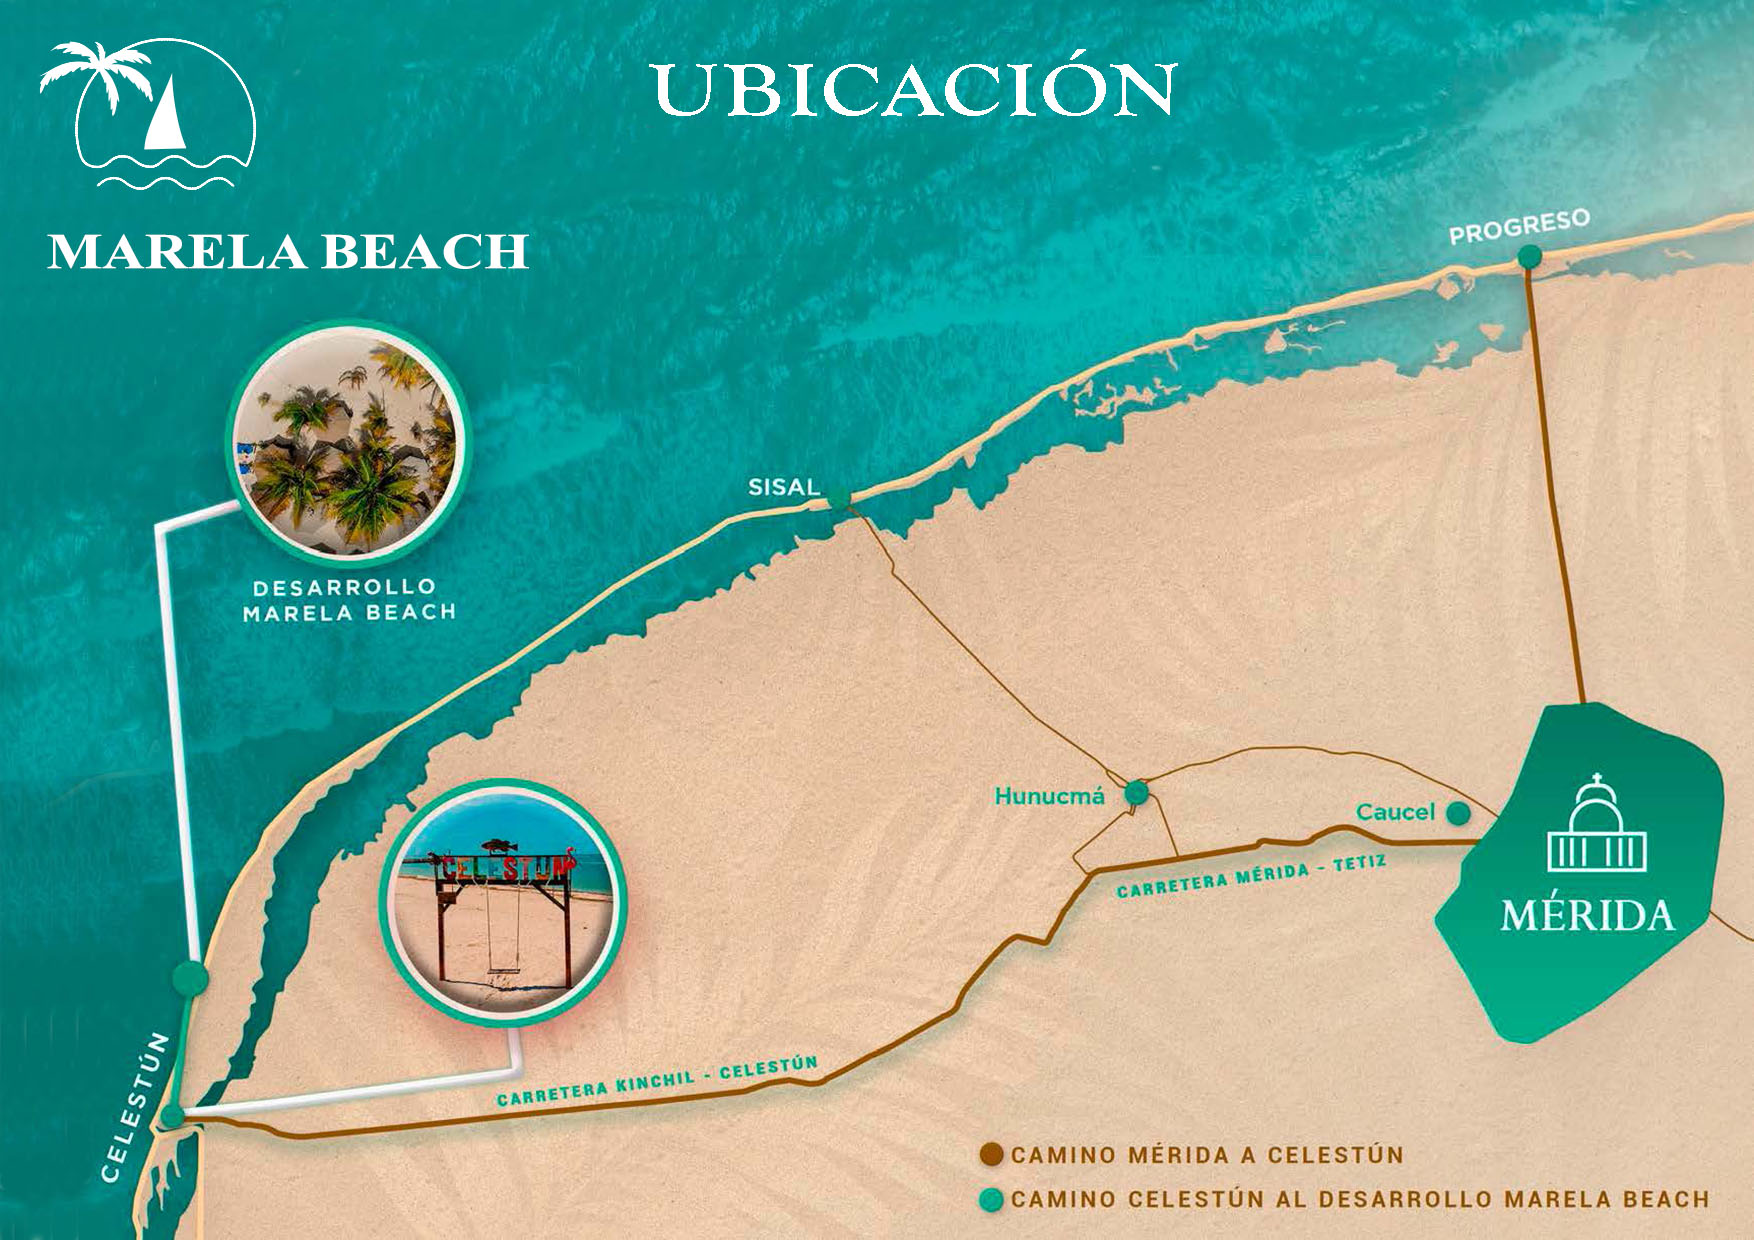 UBICACIÓN
MARELA BEACH
PROGRESO
SISAL
DESARROLLO
MARELA BEACH
Hunucmá
Caucel
CELESTUN
CARRETERA MÉRIDA - TETIZ
MÉRIDA
CARRETERA KINCHIL - CELESTÚN
CELESTÚN
CAMINO MÉRIDA A CELESTÚN
CAMINO CELESTÚN AL DESARROLLO MARELA BEACH